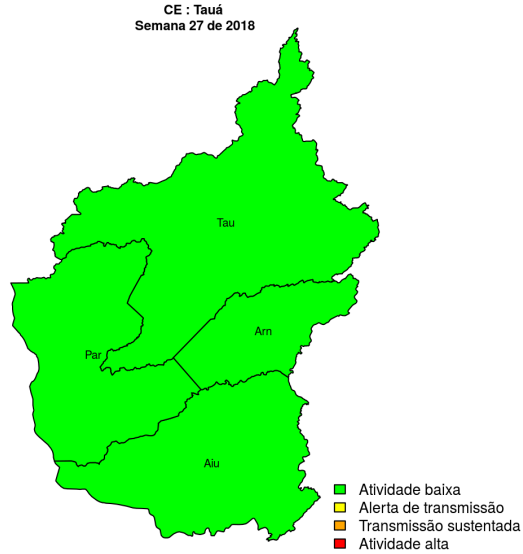 CE : Tauá
Semana 27 de 2018
Tau
Arn
Par
Aiu
Atividade baixa
Alerta de transmissão
Transmissão sustentada
Atividade alta